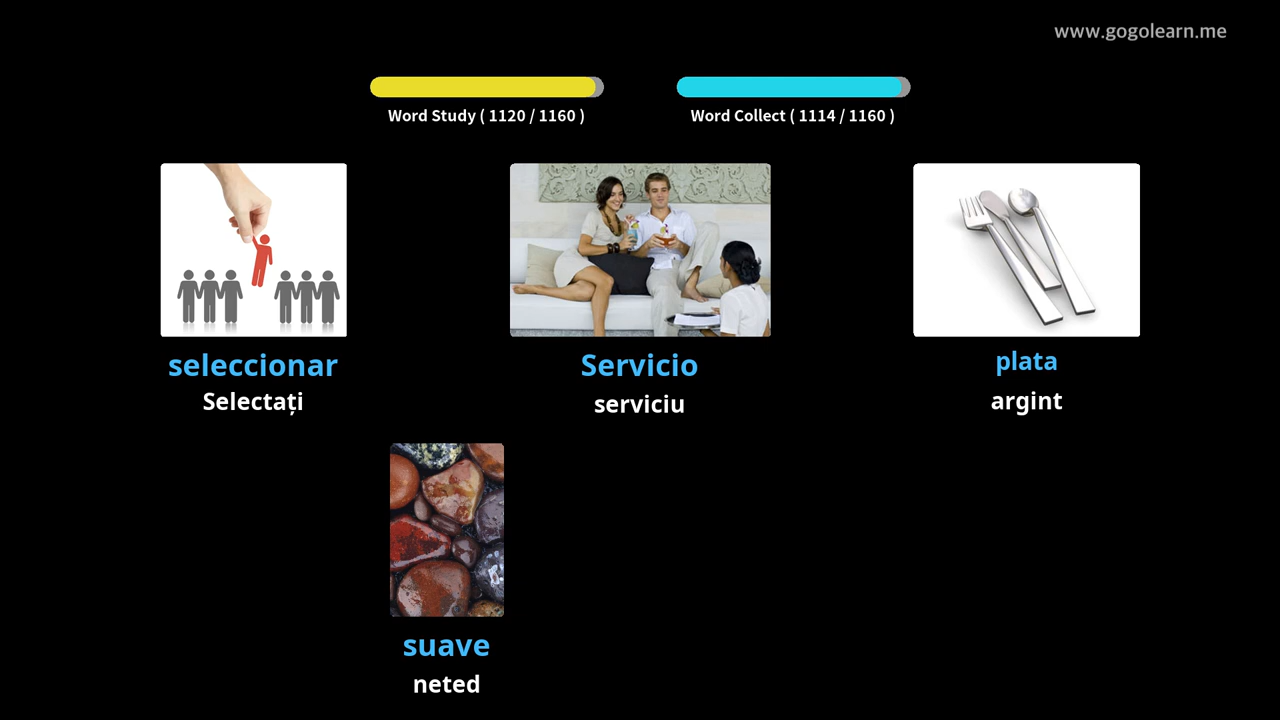 www.gogolearn.me
Word Study ( 1120 / 1160 )
Word Collect ( 1114 / 1160 )
seleccionar
Selectați
Servicio
serviciu
plata
argint
suave
neted